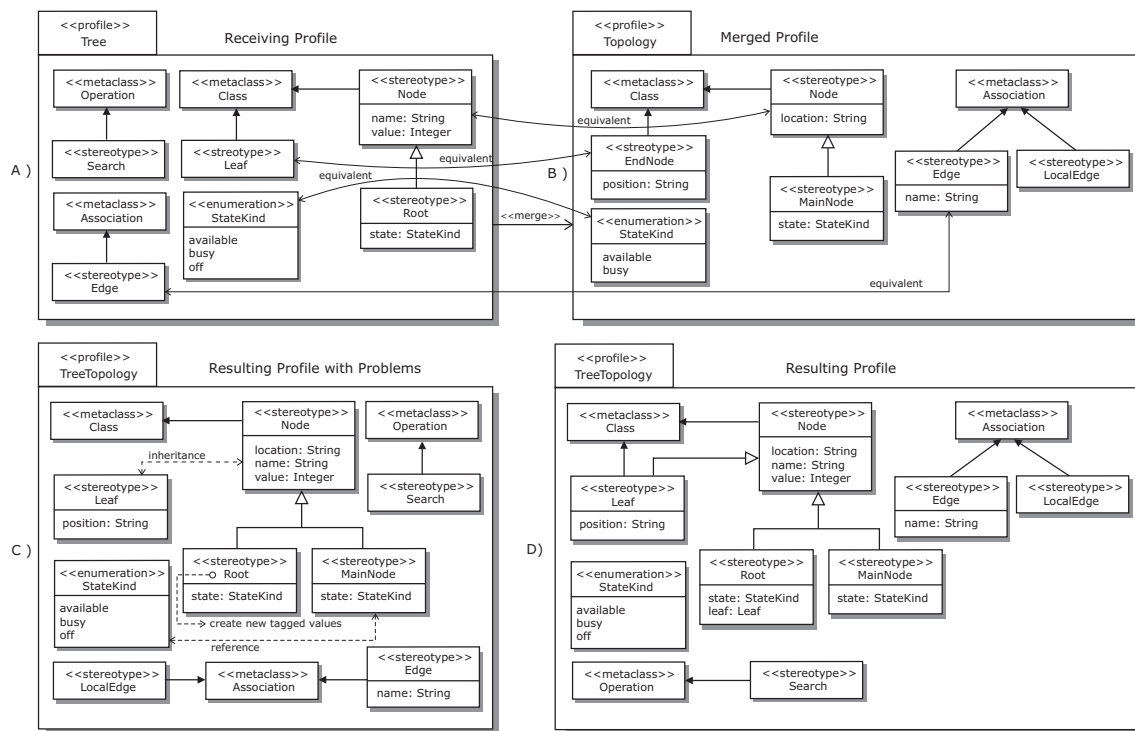 <<profile>>
Tree
Receiving Profile
<<metaclass>>
Operation
<<stereotype>>
Search
<<metaclass>>
Association
<<stereotype>>
Edge
<<metaclass>>
Class
<<streotype>>
Leaf
<<enumeration>>
StateKind
available
busy
off
<<stereotype>>
Node
name: String
value: Integer
<<stereotype>>
Root
state: StateKind
A )
equivalent
equivalent
equivalent
equivalent
<<merge>>
B )
<<profile>>
Topology
Merged Profile
<<metaclass>>
Class
<<streotype>>
EndNode
position: String
<<enumeration>>
StateKind
available
busy
<<stereotype>>
Node
location: String
<<stereotype>>
MainNode
state: StateKind
<<metaclass>>
Association
<<stereotype>>
Edge
name: String
<<stereotype>>
LocalEdge
C )
<<profile>>
TreeTopology
Resulting Profile with Problems
<<metaclass>>
Class
inheritance
<<stereotype>>
Leaf
position: String
<<stereotype>>
Node
location: String
name: String
value: Integer
<<metaclass>>
Operation
<<stereotype>>
Search
<<enumeration>>
StateKind
available
busy
off
<<stereotype>>
Root
state: StateKind
<<stereotype>>
MainNode
state: StateKind
create new tagged values
reference
<<stereotype>>
LocalEdge
<<metaclass>>
Association
<<stereotype>>
Edge
name: String
D)
<<profile>>
TreeTopology
Resulting Profile
<<metaclass>>
Class
<<stereotype>>
Leaf
position: String
<<stereotype>>
Node
location: String
name: String
value: Integer
<<metaclass>>
Association
<<stereotype>>
Edge
name: String
<<stereotype>>
LocalEdge
<<enumeration>>
StateKind
available
busy
off
<<stereotype>>
Root
state: StateKind
leaf: Leaf
<<stereotype>>
MainNode
state: StateKind
<<metaclass>>
Operation
<<stereotype>>
Search